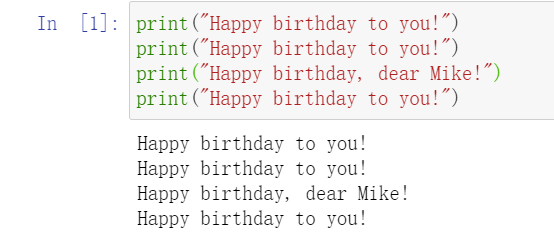 In [1]: print("Happy birthday to you!")
print("Happy birthday to you!")
print("Happy birthday, dear Mike!")
print("Happy birthday to you!")
Happy birthday to you!
Happy birthday to you!
Happy birthday, dear Mike!
Happy birthday to you!